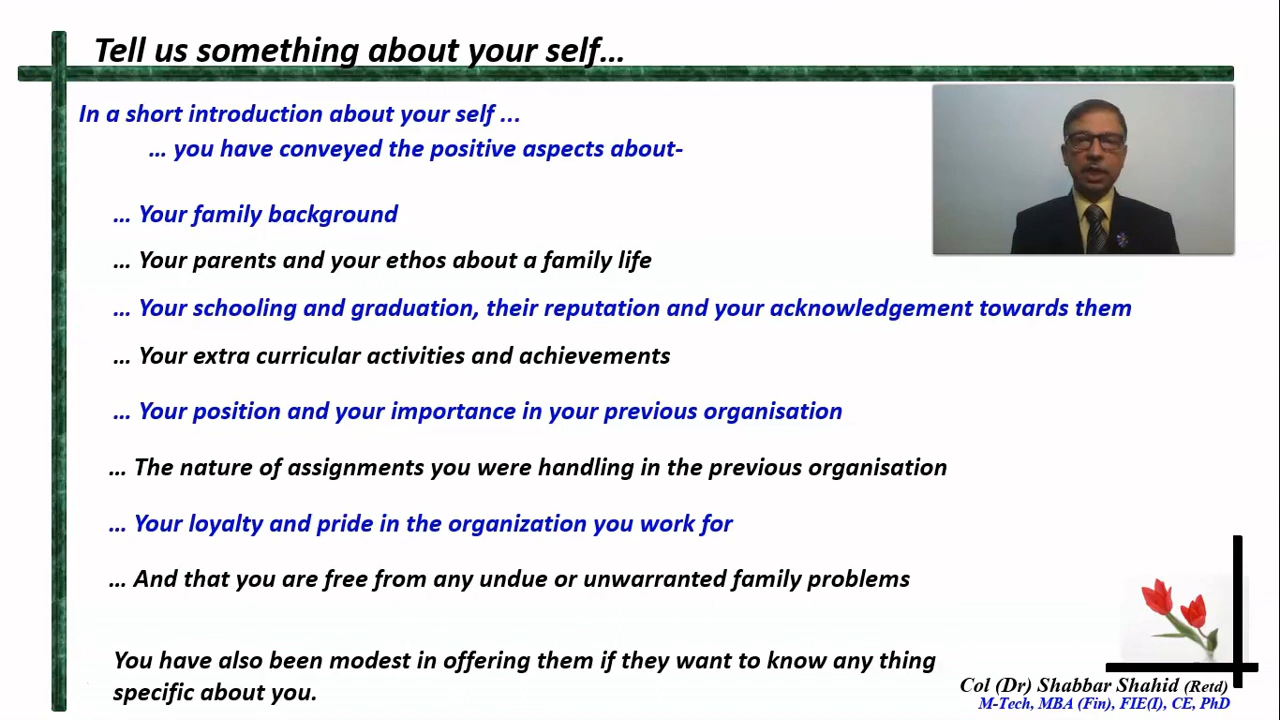 Tell us something about your self...
In a short introduction about your self ...
... you have conveyed the positive aspects about-
... Your family background
... Your parents and your ethos about a family life
... Your schooling and graduation, their reputation and your acknowledgement towards them
... Your extra curricular activities and achievements
... Your position and your importance in your previous organisation
... The nature of assignments you were handling in the previous organisation
... Your loyalty and pride in the organization you work for
... And that you are free from any undue or unwarranted family problems
You have also been modest in offering them if they want to know any thing
specific about you.
Col (Dr) Shabbar Shahid (Retd)
M-Tech, MBA (Fin), FIE(I), CE, PhD